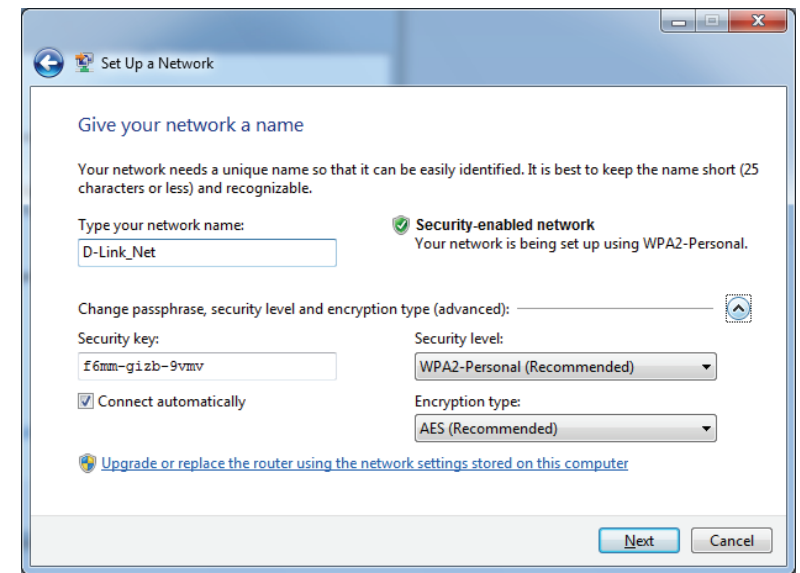 Set Up a Network
Give your network a name
Your network needs a unique name so that it can be easily identified. It is best to keep the name short (25
characters or less) and recognizable.
Type your network name:
D-Link_Net
Security-enabled network
Your network is being set up using WPA2-Personal.
Change passphrase, security level and encryption type (advanced):
Security key:
f6mm-gizb-9vmv
Security level:
WPA2-Personal (Recommended)
Connect automatically
Encryption type:
AES (Recommended)
Upgrade or replace the router using the network settings stored on this computer
Next
Cancel